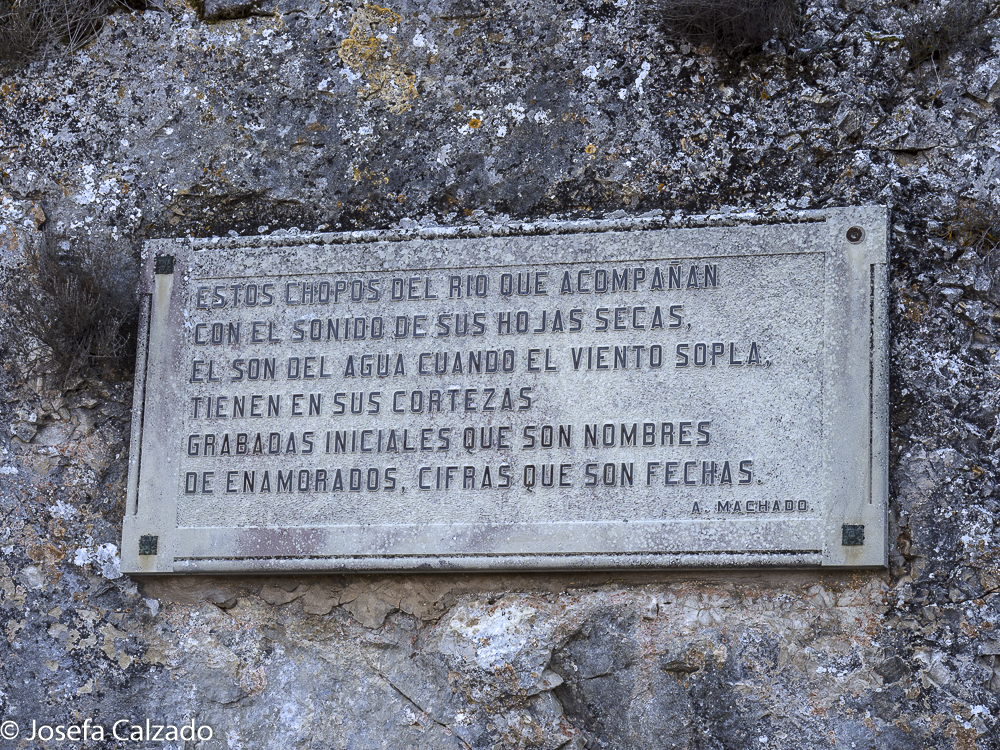 ESTOS CHOPOS DEL RIO QUE ACOMPAÑAN
CON EL SONIDO DE SUS HOJAS SECAS,
EL SON DEL AGUA CUANDO EL VIENTO SOPLA,
TIENEN EN SUS CORTEZAS
GRABADAS INICIALES QUE SON NOMBRES
DE ENAMORADOS, CIFRAS QUE SON FECHAS.
A. MACHADO.
© Josefa Calzado